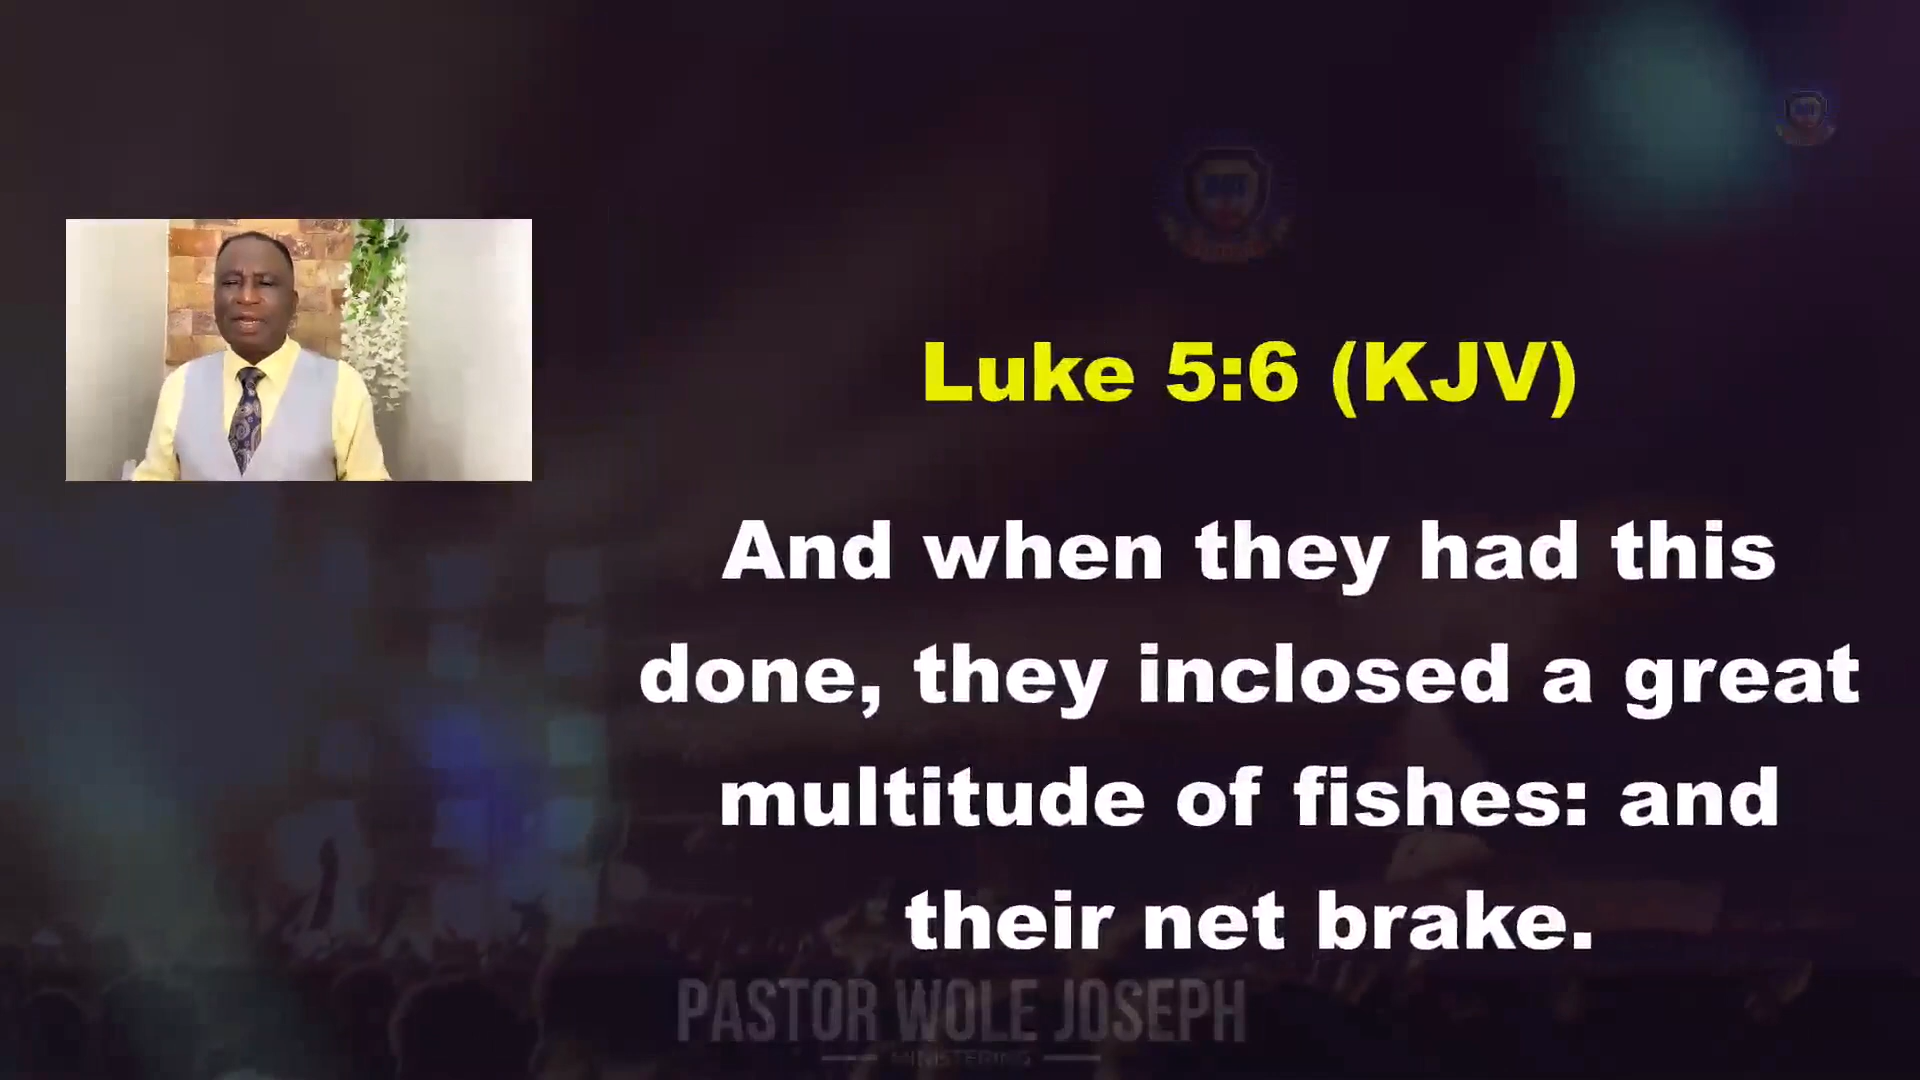 Luke 5:6 (KJV)
And when they had this
done, they inclosed a great
multitude of fishes: and
their net brake.
PASTOR WOLE JOSEPH
MINISTERING